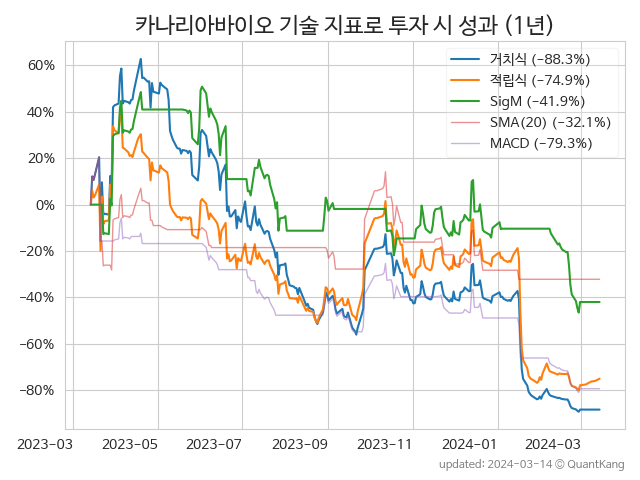 카나리아바이오 기술 지표로 투자 시 성과 (1년)
거치식 (−88.3%)
적립식 (−74.9%)
SigM (−41.9%)
SMA(20) (−32.1%)
MACD (−79.3%)
60%
40%
20%
0%
−20%
−40%
−60%
−80%
2023-03 2023-05 2023-07 2023-09 2023-11 2024-01 2024-03
updated: 2024-03-14 © QuantKang